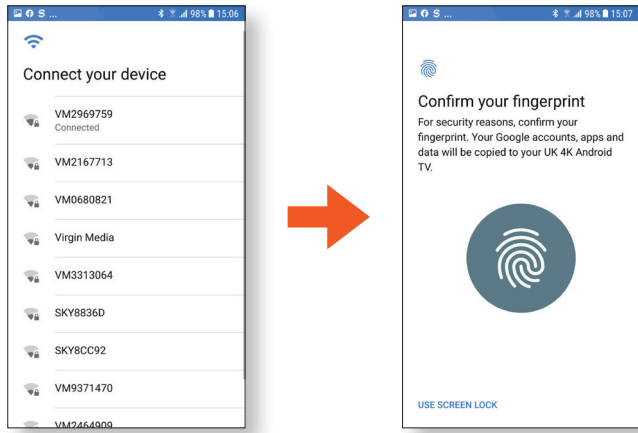 S ... 98% 15:06
Connect your device
VM2969759
Connected
VM2167713
VM0680821
Virgin Media
VM3313064
SKY8836D
SKY8CC92
VM9371470
VM2464909
S ... 98% 15:07
Confirm your fingerprint
For security reasons, confirm your
fingerprint. Your Google accounts, apps and
data will be copied to your UK 4K Android
TV.
USE SCREEN LOCK